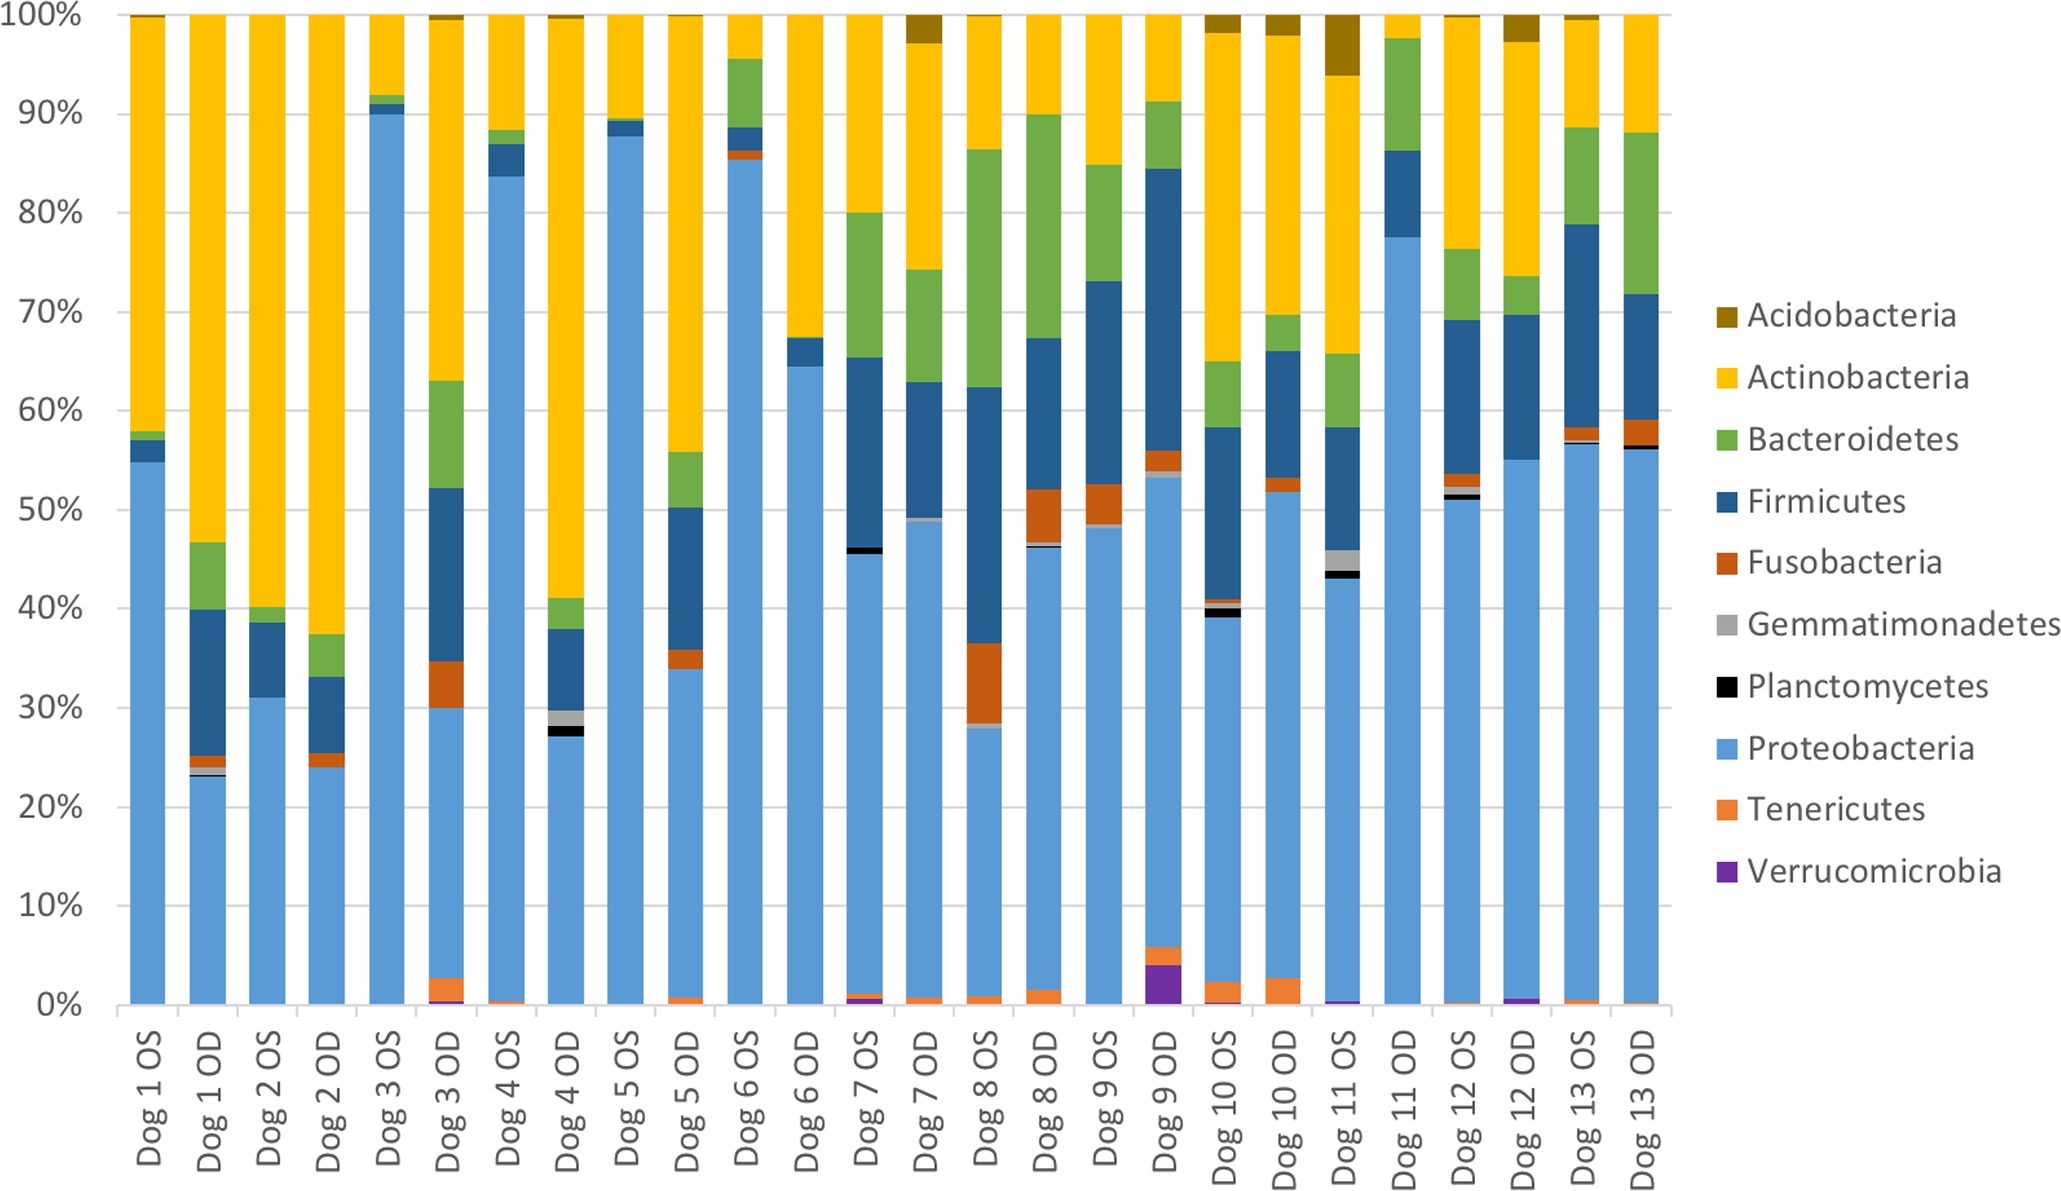 100%
90%
80%
70%
60%
50%
40%
30%
20%
10%
0%
Dog 1 OS
Dog 1 OD
Dog 2 OS
Dog 2 OD
Dog 3 OS
Dog 3 OD
Dog 4 OS
Dog 4 OD
Dog 5 OS
Dog 5 OD
Dog 6 OS
Dog 6 OD
Dog 7 OS
Dog 7 OD
Dog 8 OS
Dog 8 OD
Dog 9 OS
Dog 9 OD
Dog 10 OS
Dog 10 OD
Dog 11 OS
Dog 11 OD
Dog 12 OS
Dog 12 OD
Dog 13 OS
Dog 13 OD
Acidobacteria
Actinobacteria
Bacteroidetes
Firmicutes
Fusobacteria
Gemmatimonadetes
Planctomycetes
Proteobacteria
Tenericutes
Verrucomicrobia